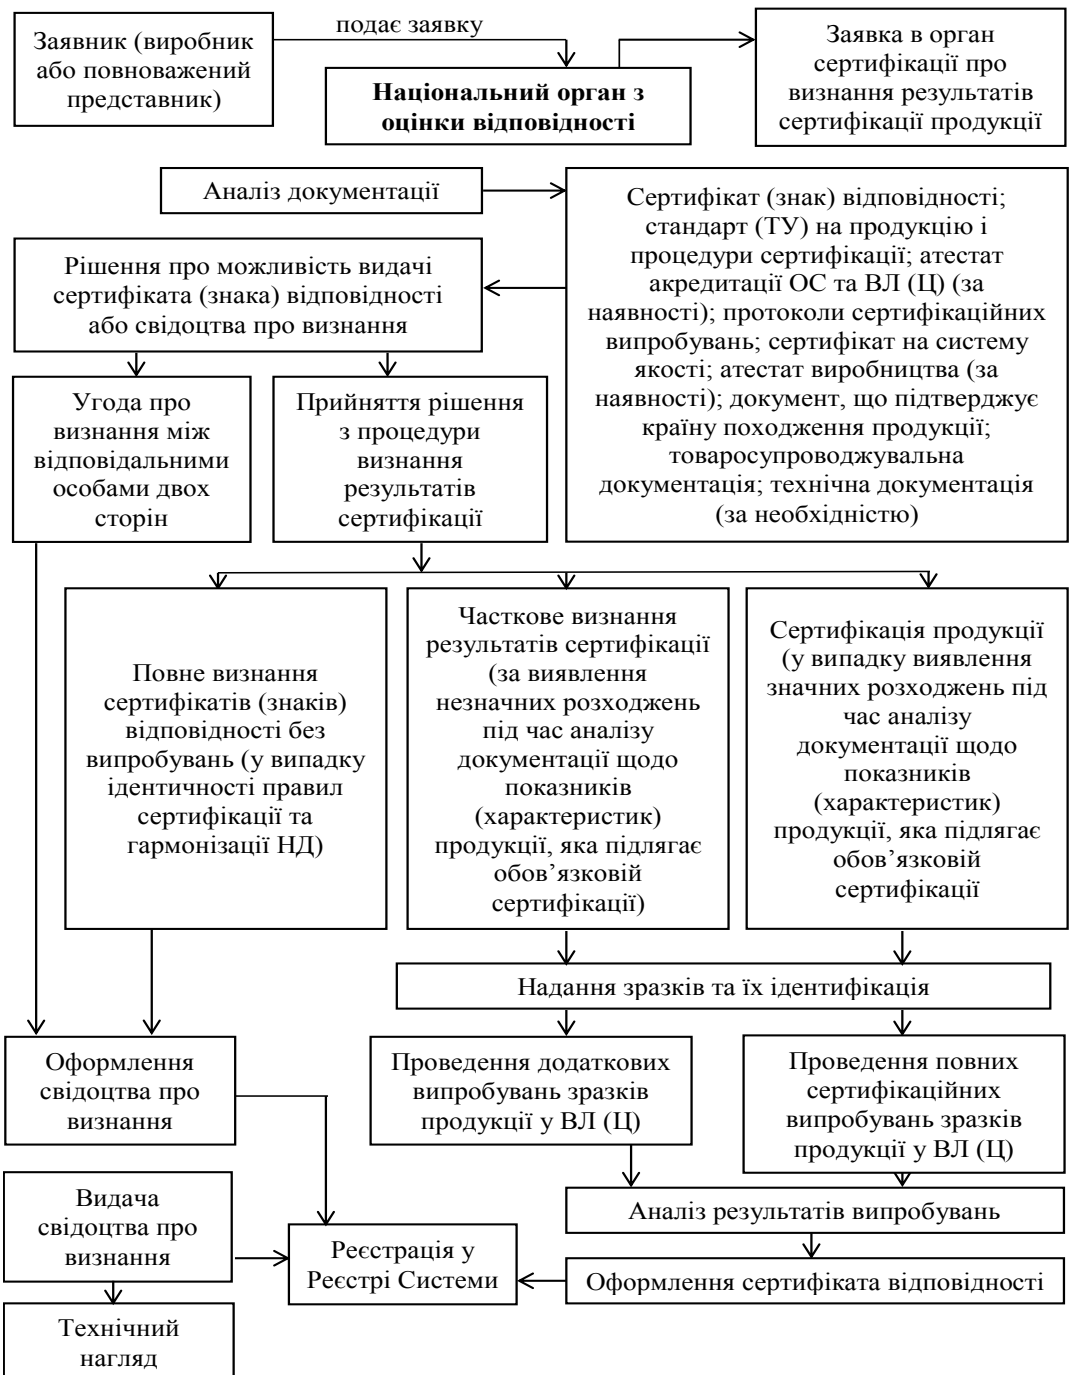 Заявник (виробник
або повноважений
представник)
подає заявку
Національний орган з
оцінки відповідності
Заявка в орган
сертифікації про
визнання результатів
сертифікації продукції
Аналіз документації
Сертифікат (знак) відповідності;
стандарт (ТУ) на продукцію і
процедури сертифікації; атестат
акредитації ОС та ВЛ (Ц) (за
наявності); протоколи сертифікаційних
випробувань; сертифікат на систему
якості; атестат виробництва (за
наявності); документ, що підтверджує
країну походження продукції;
товаросупроводжувальна
документація; технічна документація
(за необхідністю)
Рішення про можливість видачі
сертифіката (знака) відповідності
або свідоцтва про визнання
Угода про
визнання між
відповідальними
особами двох
сторін
Прийняття рішення
з процедури
визнання
результатів
сертифікації
Повне визнання
сертифікатів (знаків)
відповідності без
випробувань (у випадку
ідентичності правил
сертифікації та
гармонізації НД)
Часткове визнання
результатів сертифікації
(за виявлення
незначних розходжень
під час аналізу
документації щодо
показників
(характеристик)
продукції, яка підлягає
обов’язковій
сертифікації)
Сертифікація продукції
(у випадку виявлення
значних розходжень під
час аналізу
документації щодо
показників
(характеристик)
продукції, яка підлягає
обов’язковій
сертифікації
Надання зразків та їх ідентифікація
Оформлення
свідоцтва про
визнання
Проведення додаткових
випробувань зразків
продукції у ВЛ (Ц)
Проведення повних
сертифікаційних
випробувань зразків
продукції у ВЛ (Ц)
Видача
свідоцтва про
визнання
Реєстрація у
Реєстрі Системи
Аналіз результатів випробувань
Оформлення сертифіката відповідності
Технічний
нагляд